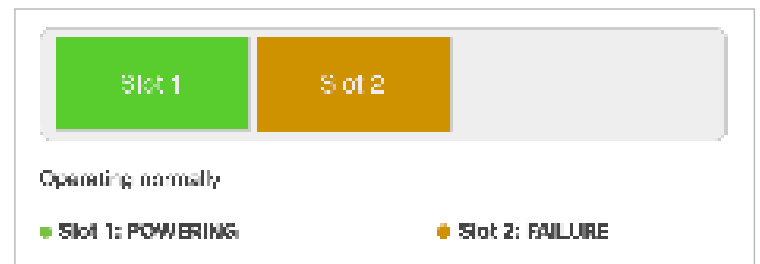 Slot 1 Slot 2
Operating normally
Slot 1: POWERING Slot 2: FAILURE